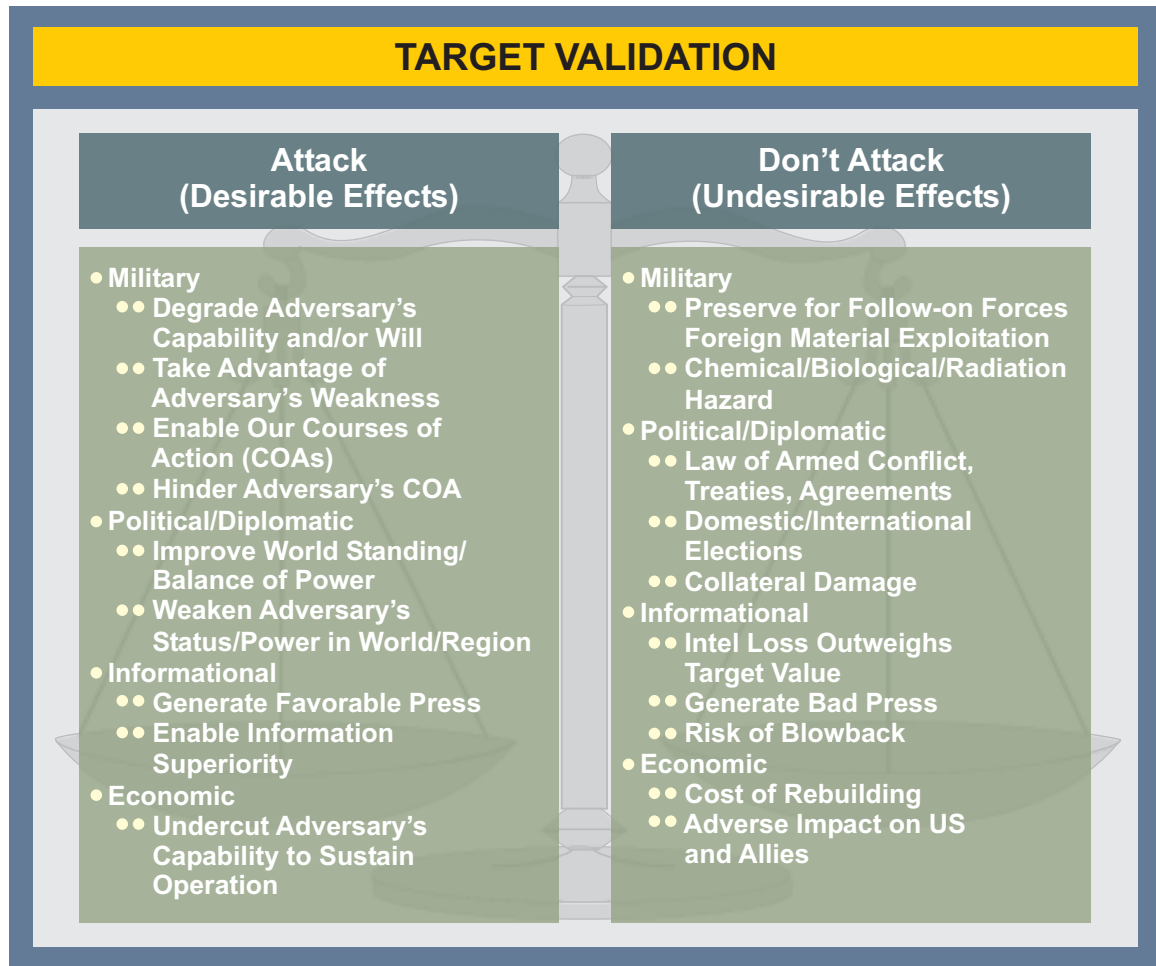 TARGET VALIDATION
Attack
(Desirable Effects)
• Military
•• Degrade Adversary’s
Capability and/or Will
•• Take Advantage of
Adversary’s Weakness
•• Enable Our Courses of
Action (COAs)
•• Hinder Adversary’s COA
• Political/Diplomatic
•• Improve World Standing/
Balance of Power
•• Weaken Adversary’s
Status/Power in World/Region
• Informational
•• Generate Favorable Press
•• Enable Information
Superiority
• Economic
•• Undercut Adversary’s
Capability to Sustain
Operation
Don’t Attack
(Undesirable Effects)
• Military
•• Preserve for Follow-on Forces
Foreign Material Exploitation
•• Chemical/Biological/Radiation
Hazard
• Political/Diplomatic
•• Law of Armed Conflict,
Treaties, Agreements
•• Domestic/International
Elections
•• Collateral Damage
• Informational
•• Intel Loss Outweighs
Target Value
•• Generate Bad Press
•• Risk of Blowback
• Economic
•• Cost of Rebuilding
•• Adverse Impact on US
and Allies